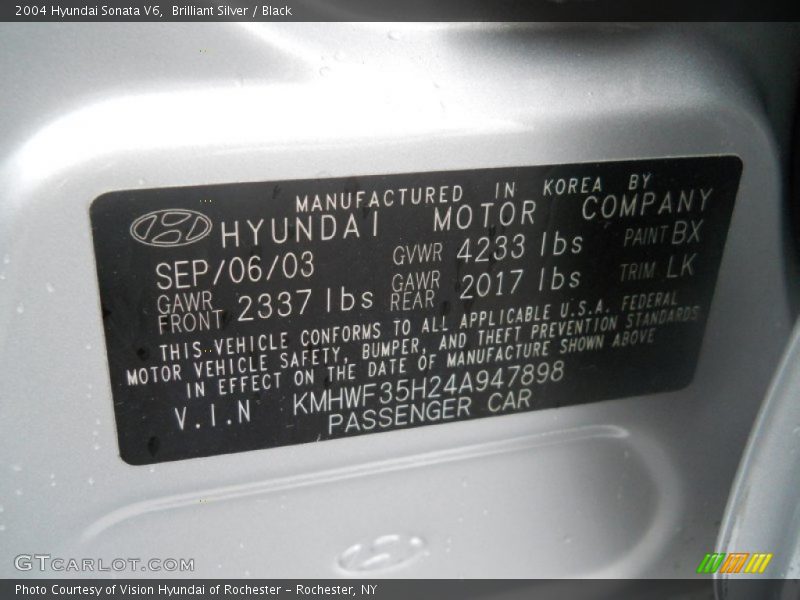 2004 Hyundai Sonata V6,  Brilliant Silver / Black
MANUFACTURED IN KOREA BY
HYUNDAI MOTOR COMPANY
SEP/06/03 GVWR 4233 lbs PAINT BX
GAWR FRONT 2337 lbs GAWR REAR 2017 lbs TRIM LK
THIS VEHICLE CONFORMS TO ALL APPLICABLE U.S.A. FEDERAL
MOTOR VEHICLE SAFETY, BUMPER, AND THEFT PREVENTION STANDARDS
IN EFFECT ON THE DATE OF MANUFACTURE SHOWN ABOVE
V.I.N KMHWF35H24A947898
PASSENGER CAR
GTCARLOT.COM
Photo Courtesy of Vision Hyundai of Rochester – Rochester, NY